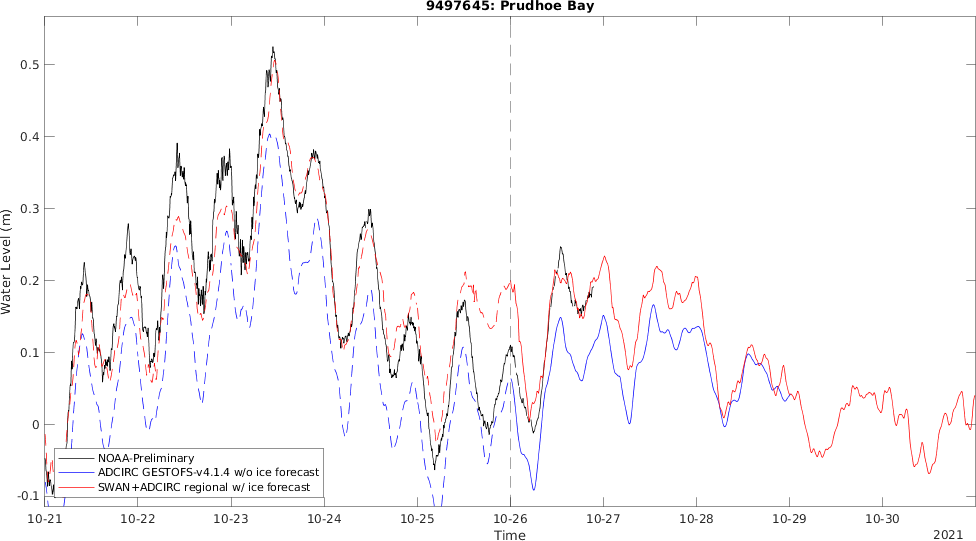 9497645: Prudhoe Bay
Water Level (m)
0.5
0.4
0.3
0.2
0.1
0
-0.1
NOAA-Preliminary
ADCIRC GESTOFS-v4.1.4 w/o ice forecast
SWAN+ADCIRC regional w/ ice forecast
10-21 10-22 10-23 10-24 10-25 10-26 10-27 10-28 10-29 10-30
Time
2021